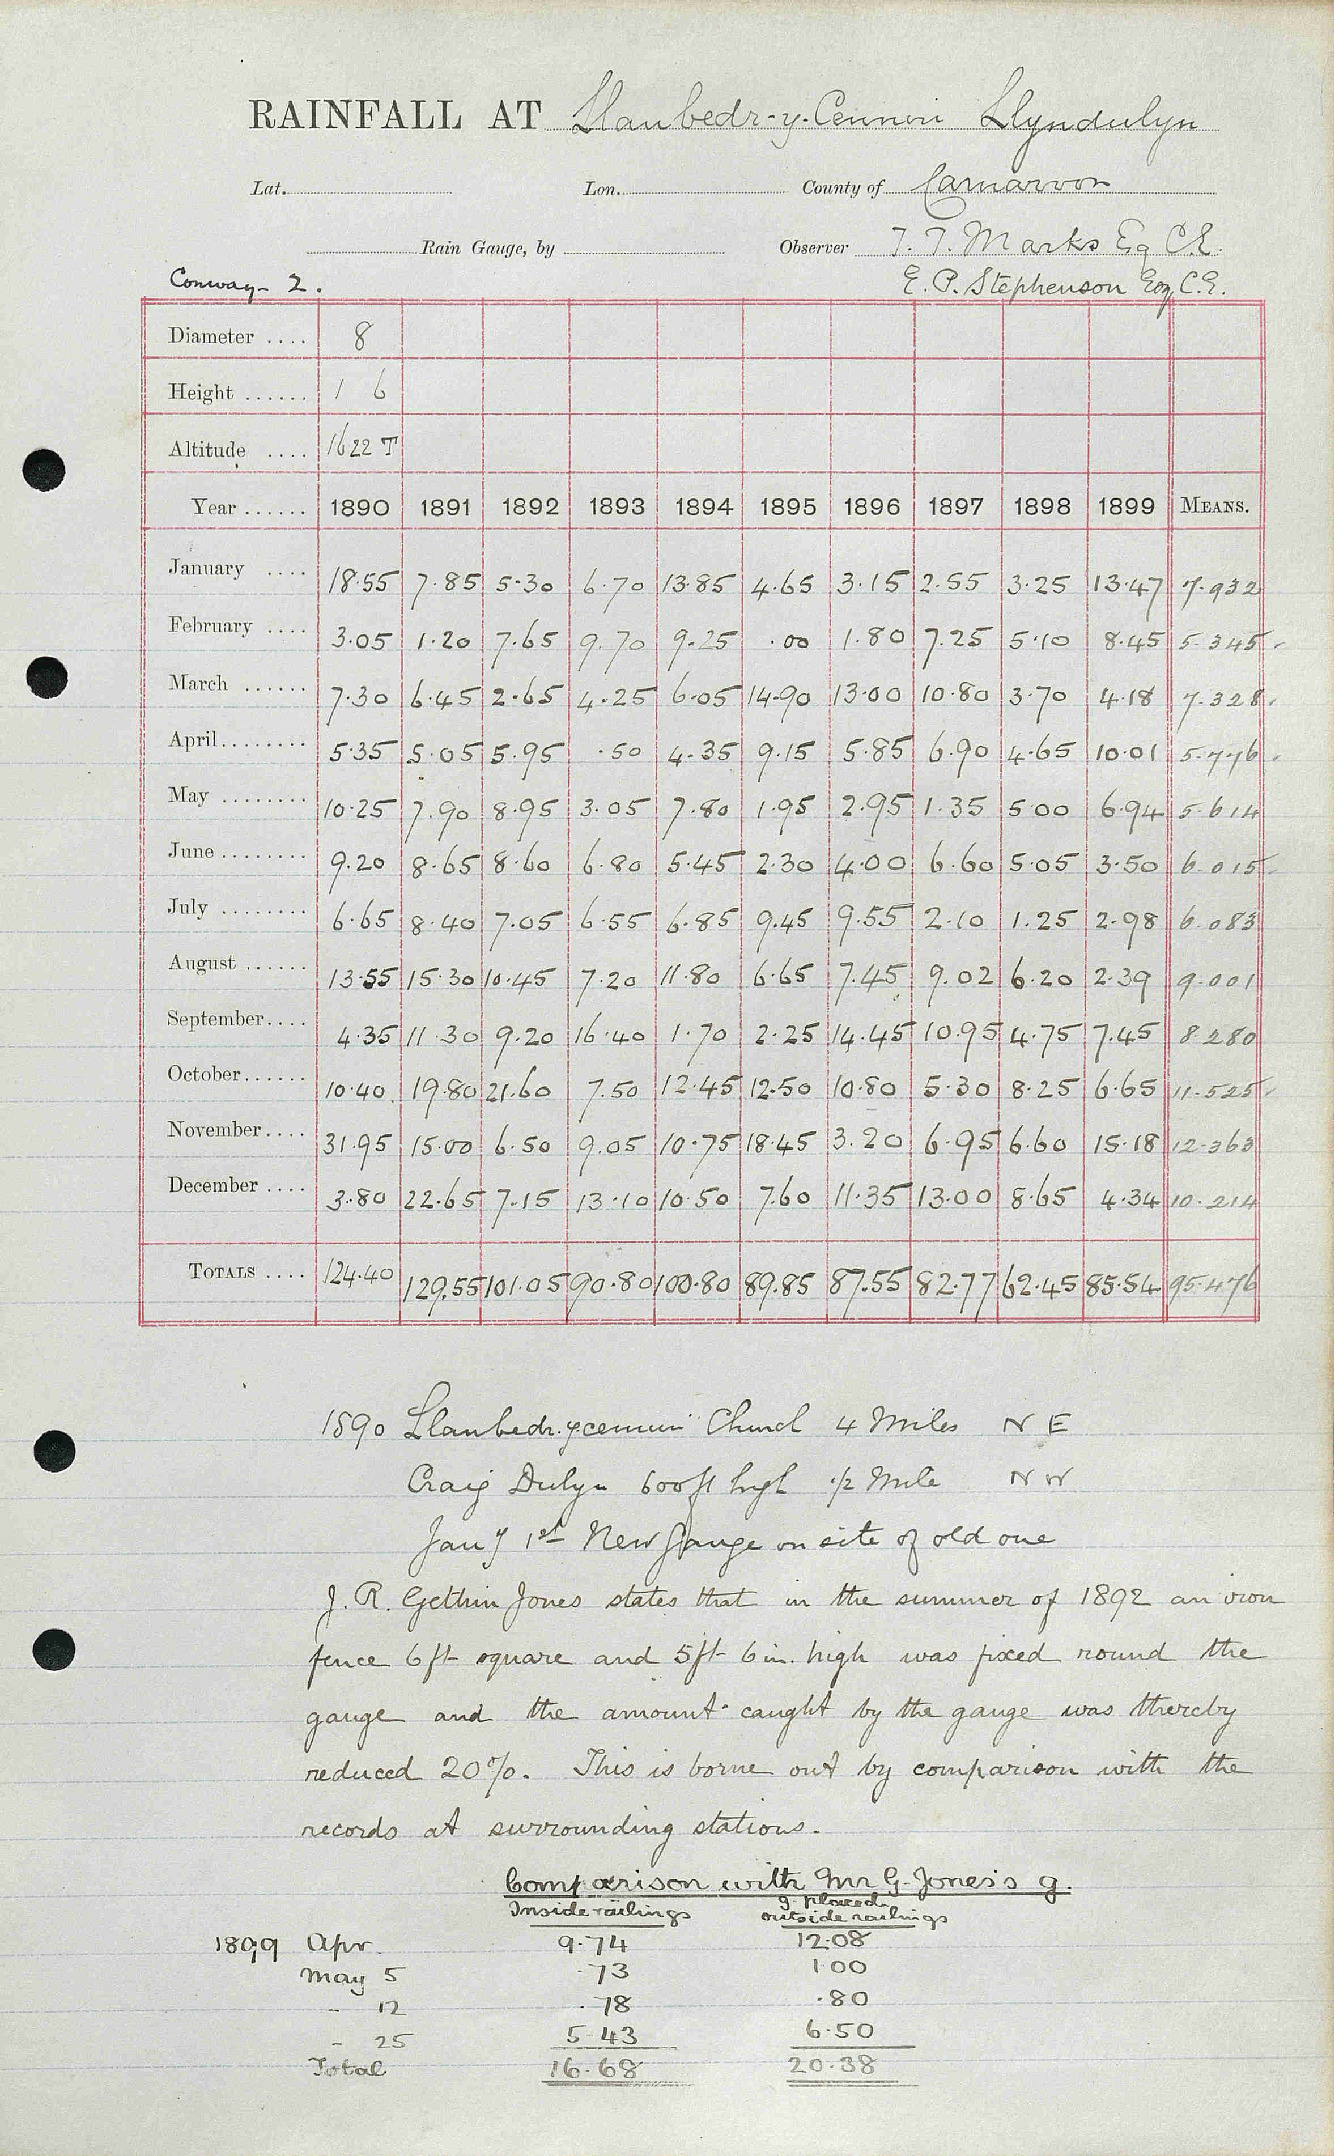 RAINFALL AT Llanbedr-y-Cennin Llyndulyn
Lat. Lon. County of Carnarvon
Rain Gauge, by Observer T. T. Marks Esq C.E.
Conway - 2. E. P. Stephenson Esq C.E.
Diameter .... 8
Height ...... 1 6
Altitude .... 1622 T
Year ...... 1890 1891 1892 1893 1894 1895 1896 1897 1898 1899 MEANS.
January .... 18.55 7.85 5.30 6.70 13.85 4.65 3.15 2.55 3.25 13.47 7.932
February .... 3.05 1.20 7.65 9.70 9.25 .00 1.80 7.25 5.10 8.45 5.345
March ...... 7.30 6.45 2.65 4.25 6.05 14.90 13.00 10.80 3.70 4.18 7.328
April........ 5.35 5.05 5.95 .50 4.35 9.15 5.85 6.90 4.65 10.01 5.776
May ........ 10.25 7.90 8.95 3.05 7.80 1.95 2.95 1.35 5.00 6.94 5.614
June ........ 9.20 8.65 8.60 6.80 5.45 2.30 4.00 6.60 5.05 3.50 6.015
July ........ 6.65 8.40 7.05 6.55 6.85 9.45 9.55 2.10 1.25 2.98 6.083
August ...... 13.55 15.30 10.45 7.20 11.80 6.65 7.45 9.02 6.20 2.39 9.001
September.... 4.35 11.30 9.20 16.40 1.70 2.25 14.45 10.95 4.75 7.45 8.280
October...... 10.40 19.80 21.60 7.50 12.45 12.50 10.80 5.30 8.25 6.65 11.525
November.... 31.95 15.00 6.50 9.05 10.75 18.45 3.20 6.95 6.60 15.18 12.363
December .... 3.80 22.65 7.15 13.10 10.50 7.60 11.35 13.00 8.65 4.34 10.214
TOTALS .... 124.40 129.55 101.05 90.80 100.80 89.85 87.55 82.77 62.45 85.54 95.476
1890 Llanbedr.ycennin Church 4 Miles N E
Craig Dulyn 600ft high 1/2 Mile N W
Jany 1st New Gauge on site of old one
J. R. Gethin Jones states that in the summer of 1892 an iron
fence 6 ft square and 5ft 6in. high was fixed round the
gauge and the amount caught by the gauge was thereby
reduced 20%. This is borne out by comparison with the
records at surrounding stations.
Comparison with Mr G. Jones's g.
Inside railings g. placed outside railings
1899 Apr. 9.74 12.08
May 5 .73 1.00
- 12 .78 .80
- 25 5.43 6.50
Total 16.68 20.38